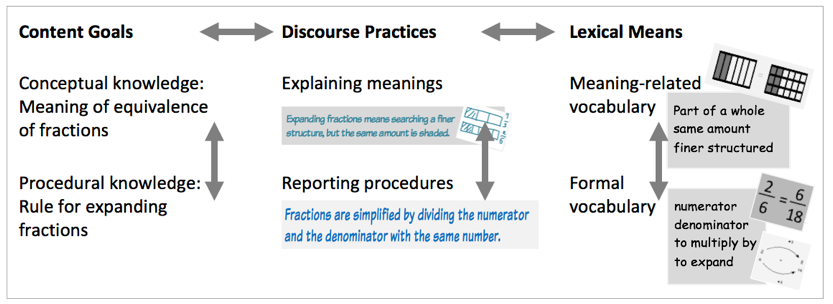 Content Goals
Discourse Practices
Lexical Means
Conceptual knowledge:
Meaning of equivalence
of fractions
Explaining meanings
Expanding fractions means searching a finer
structure, but the same amount is shaded.
Meaning-related
vocabulary
Part of a whole
same amount
finer structured
Procedural knowledge:
Rule for expanding
fractions
Reporting procedures
Fractions are simplified by dividing the numerator
and the denominator with the same number.
Formal
vocabulary
2/6 = 6/18
numerator
denominator
to multiply by
to expand